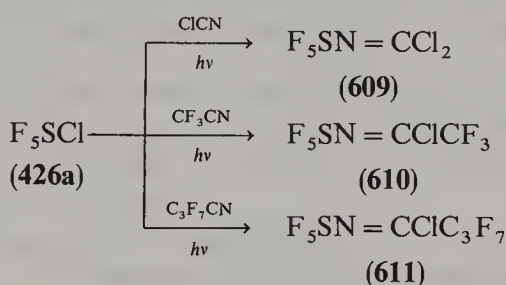 ClCN
hν
F₅SN = CCl₂
(609)
F₅SCl
(426a)
CF₃CN
hν
F₅SN = CClCF₃
(610)
C₃F₇CN
hν
F₅SN = CClC₃F₇
(611)